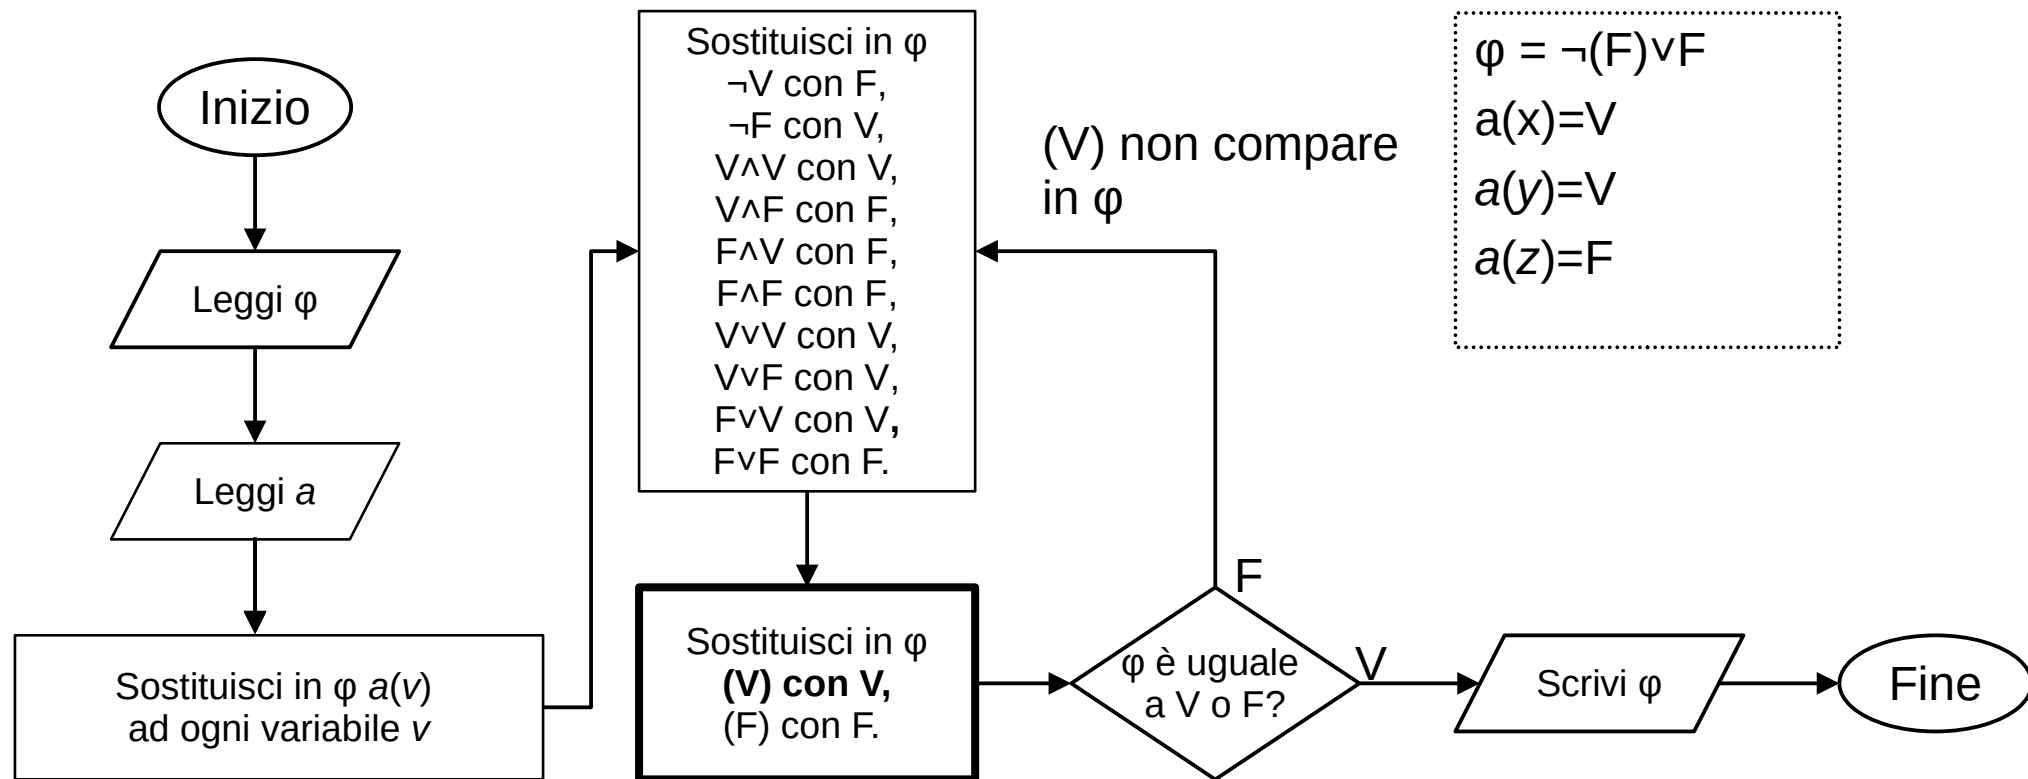 Inizio
Leggi φ
Leggi a
Sostituisci in φ a(v)
ad ogni variabile v
Sostituisci in φ
¬V con F,
¬F con V,
V∧V con V,
V∧F con F,
F∧V con F,
F∧F con F,
V∨V con V,
V∨F con V,
F∨V con V,
F∨F con F.
Sostituisci in φ
(V) con V,
(F) con F.
(V) non compare
in φ
F
φ è uguale
a V o F?
V
Scrivi φ
Fine
φ = ¬(F)∨F
a(x)=V
a(y)=V
a(z)=F